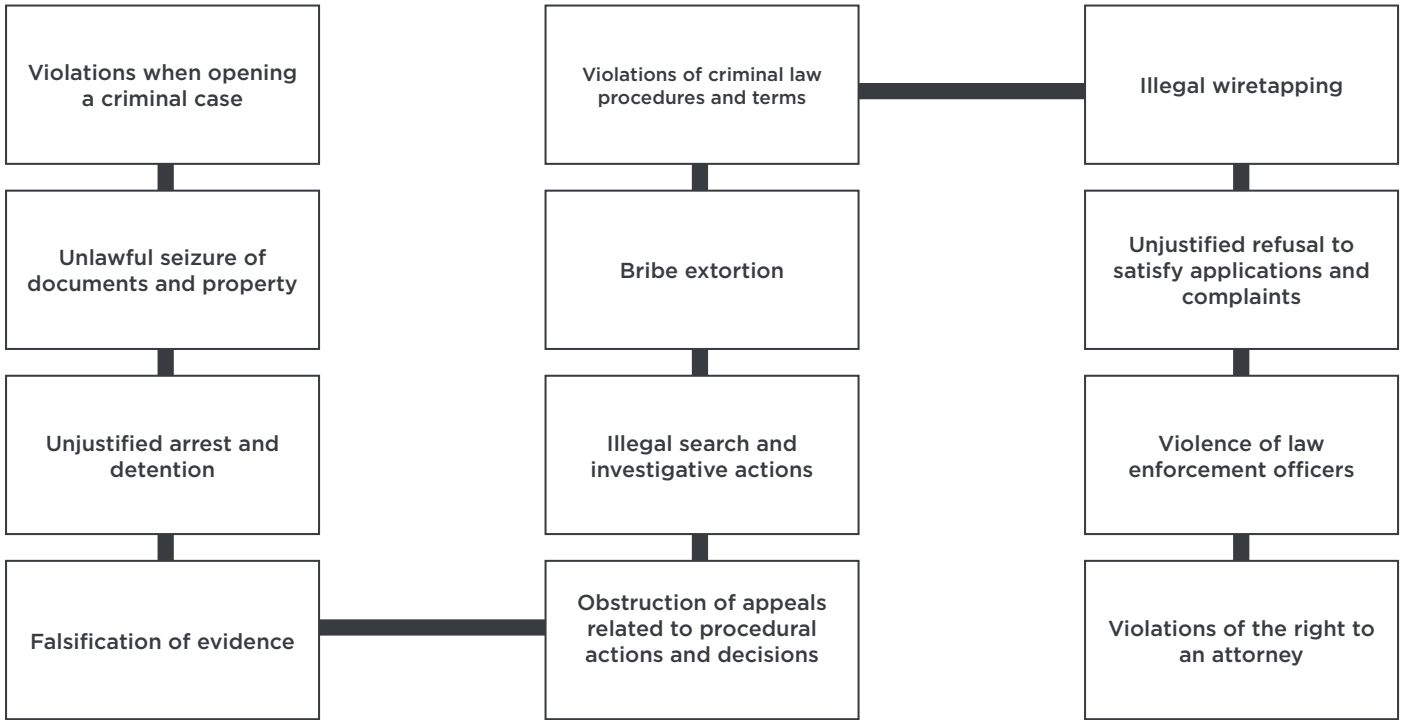 Violations when opening
a criminal case
Unlawful seizure of
documents and property
Unjustified arrest and
detention
Falsification of evidence
Obstruction of appeals
related to procedural
actions and decisions
Illegal search and
investigative actions
Bribe extortion
Violations of criminal law
procedures and terms
Illegal wiretapping
Unjustified refusal to
satisfy applications and
complaints
Violence of law
enforcement officers
Violations of the right to
an attorney